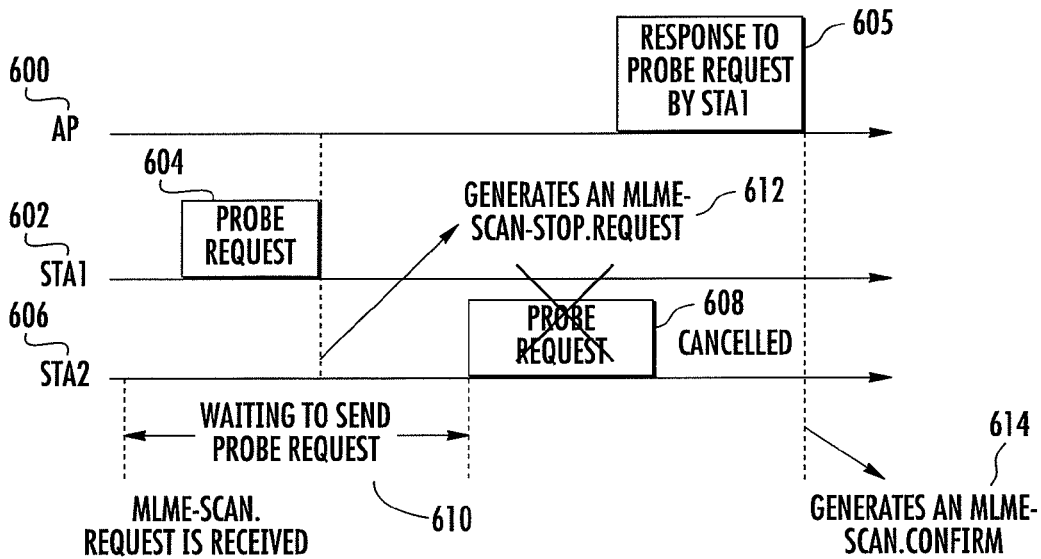 605
RESPONSE TO
PROBE REQUEST
BY STA1
600
AP
604
PROBE
REQUEST
GENERATES AN MLME-
SCAN-STOP.REQUEST
612
602
STA1
606
STA2
PROBE
REQUEST
608
CANCELLED
WAITING TO SEND
PROBE REQUEST
610
MLME-SCAN.
REQUEST IS RECEIVED
614
GENERATES AN MLME-
SCAN.CONFIRM